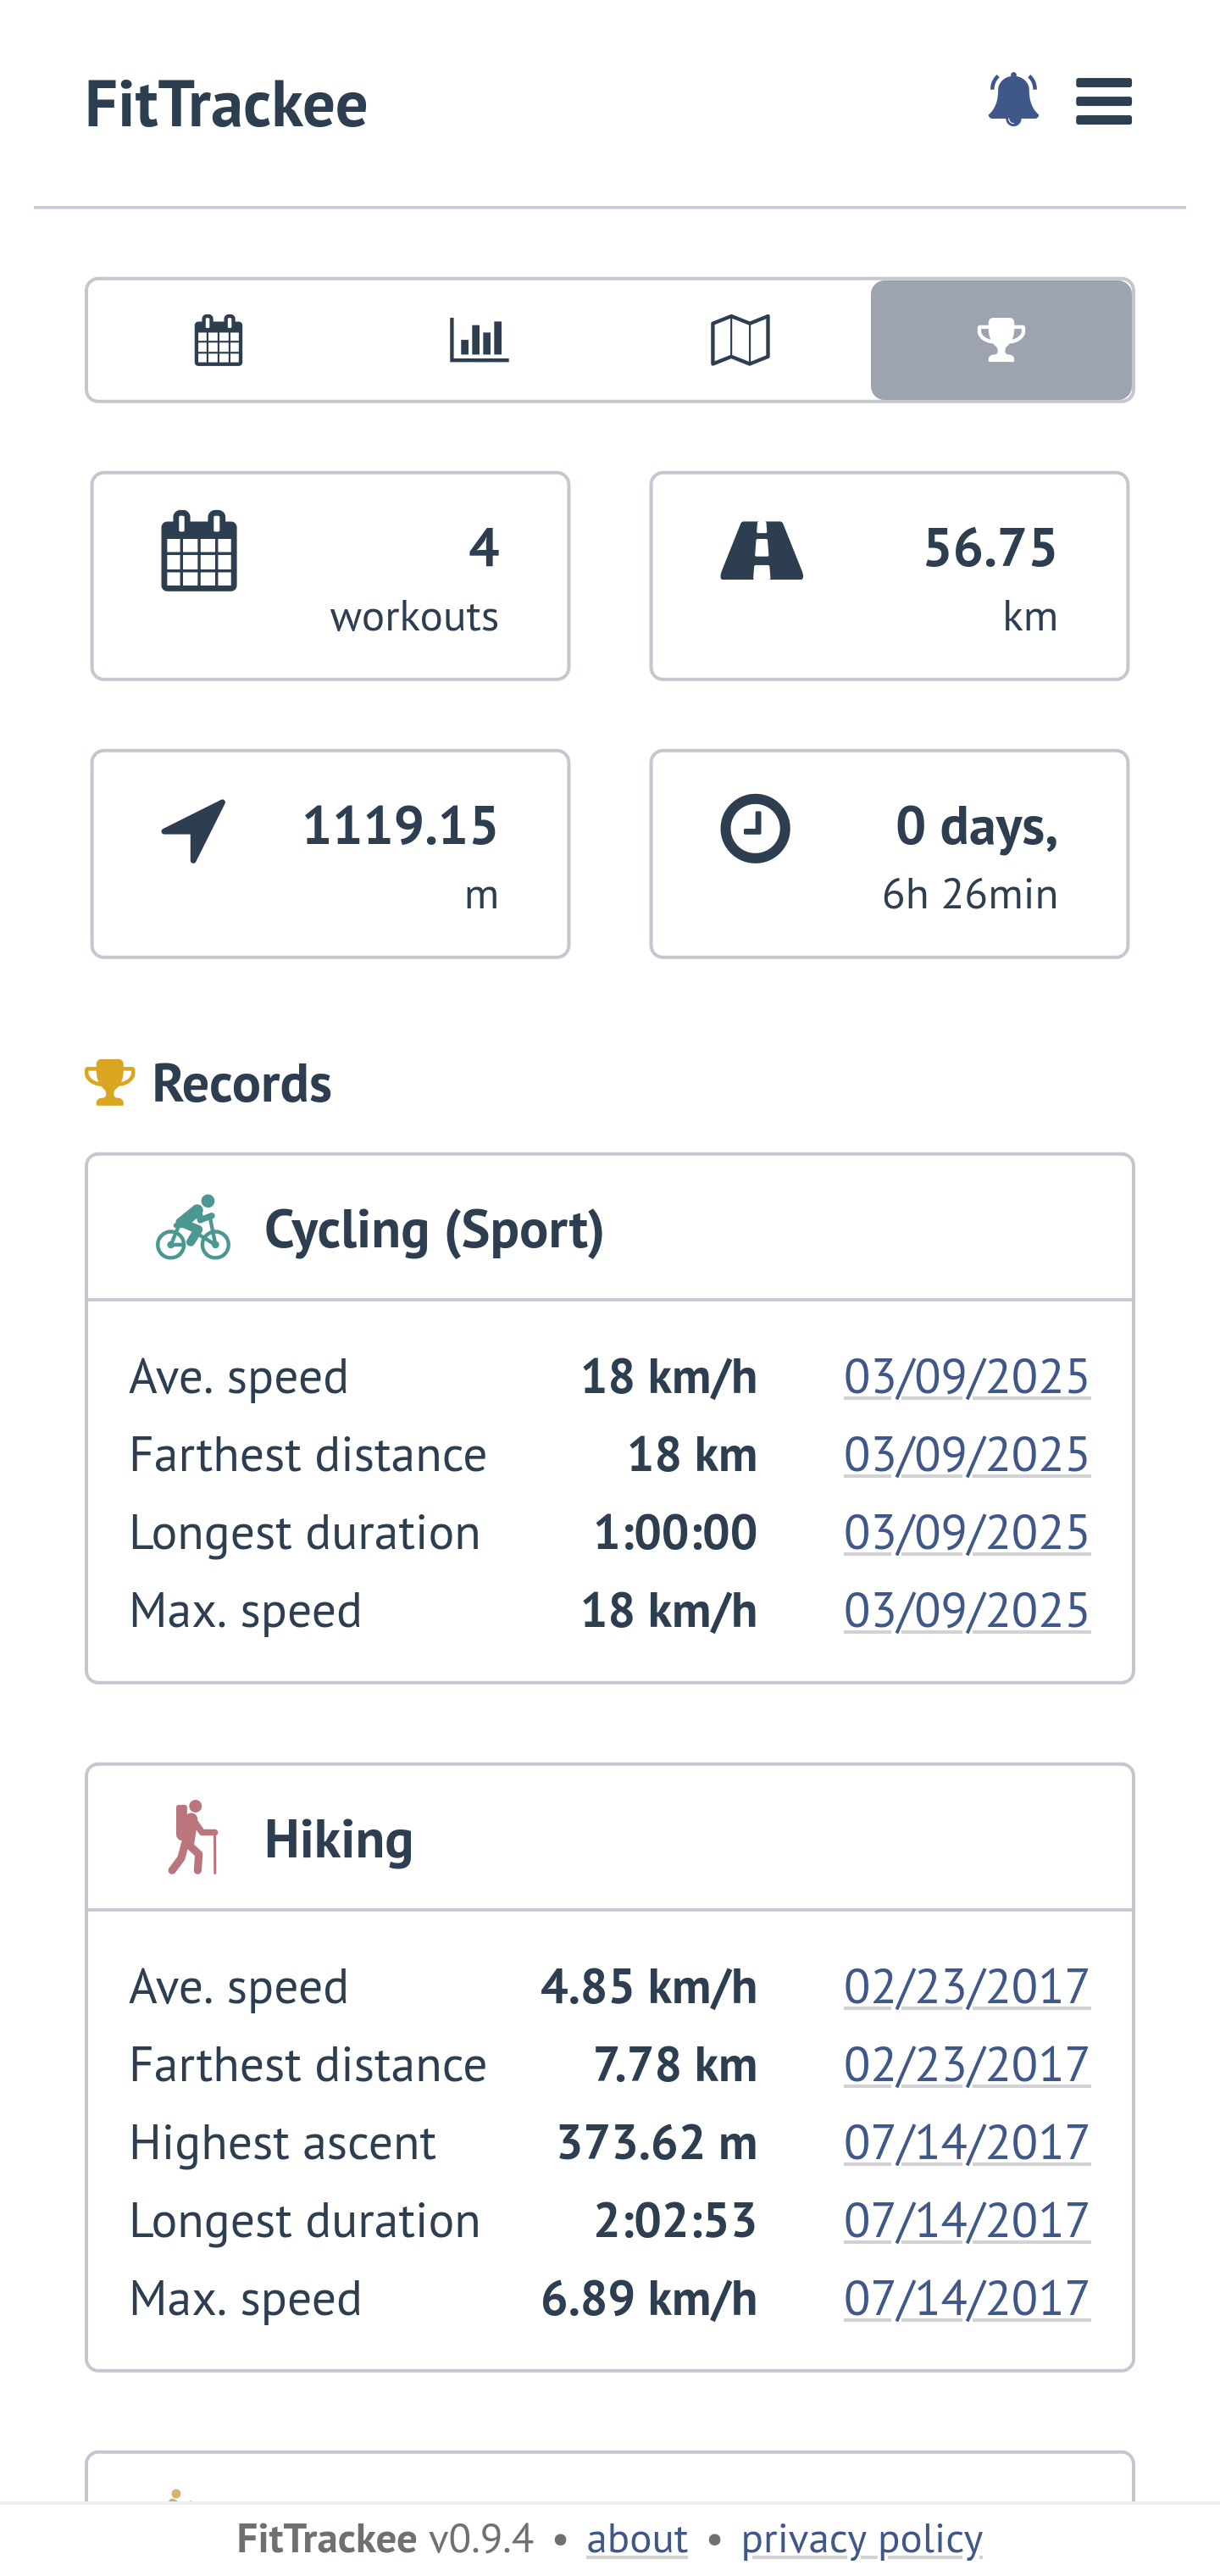 FitTrackee
4
workouts
56.75
km
1119.15
m
0 days,
6h 26min
Records
Cycling (Sport)
Ave. speed 18 km/h 03/09/2025
Farthest distance 18 km 03/09/2025
Longest duration 1:00:00 03/09/2025
Max. speed 18 km/h 03/09/2025
Hiking
Ave. speed 4.85 km/h 02/23/2017
Farthest distance 7.78 km 02/23/2017
Highest ascent 373.62 m 07/14/2017
Longest duration 2:02:53 07/14/2017
Max. speed 6.89 km/h 07/14/2017
FitTrackee v0.9.4 • about • privacy policy